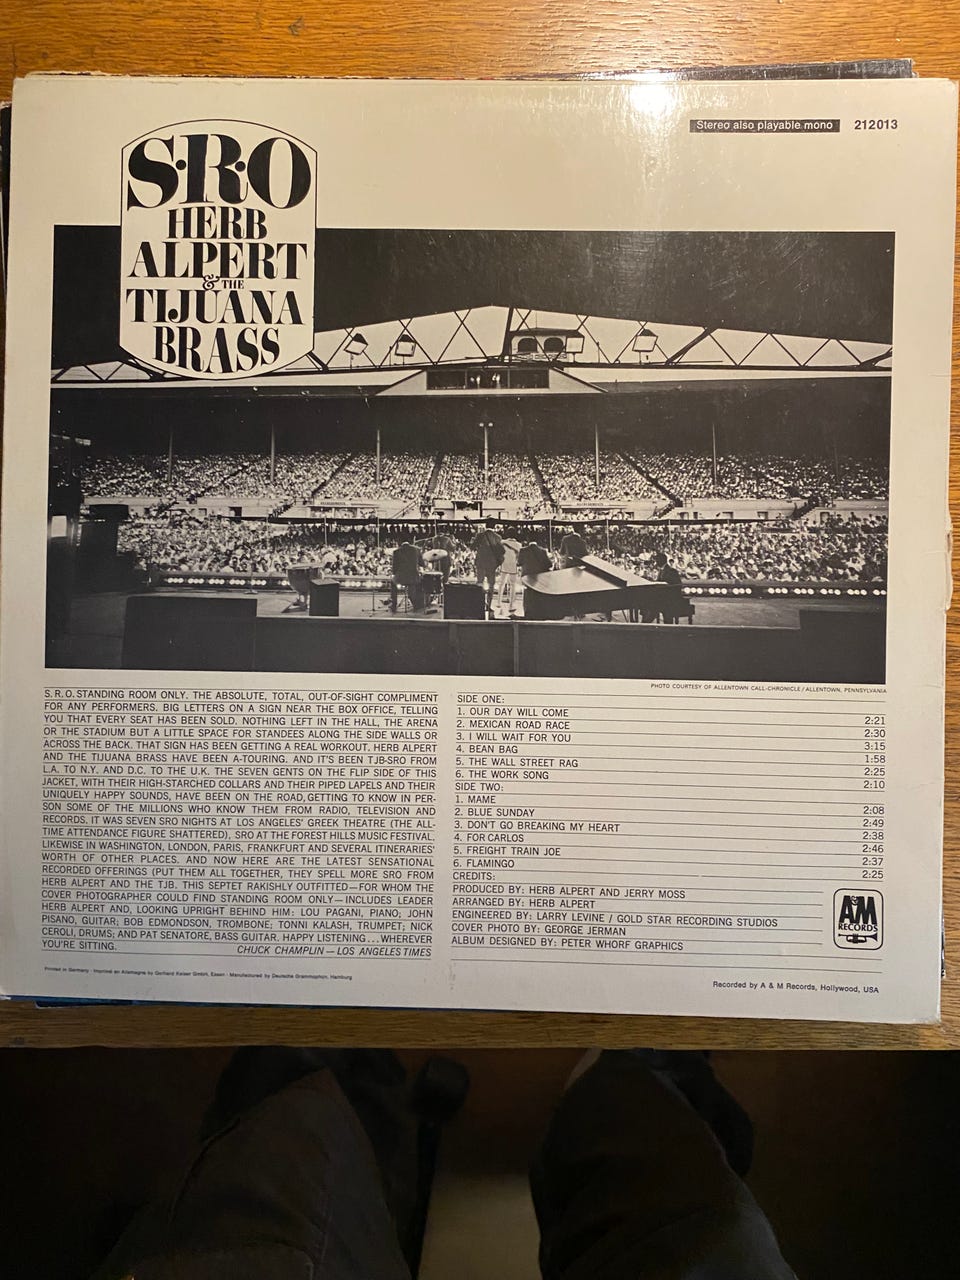 Stereo also playable mono 212013
S·R·O
HERB
ALPERT
& THE
TIJUANA
BRASS
PHOTO COURTESY OF ALLENTOWN CALL-CHRONICLE/ALLENTOWN, PENNSYLVANIA
S.R.O. STANDING ROOM ONLY. THE ABSOLUTE, TOTAL, OUT-OF-SIGHT COMPLIMENT
FOR ANY PERFORMERS. BIG LETTERS ON A SIGN NEAR THE BOX OFFICE, TELLING
YOU THAT EVERY SEAT HAS BEEN SOLD. NOTHING LEFT IN THE HALL, THE ARENA
OR THE STADIUM BUT A LITTLE SPACE FOR STANDEES ALONG THE SIDE WALLS OR
ACROSS THE BACK. THAT SIGN HAS BEEN GETTING A REAL WORKOUT. HERB ALPERT
AND THE TIJUANA BRASS HAVE BEEN A-TOURING. AND IT'S BEEN TJB-SRO FROM
L.A. TO N.Y. AND D.C. TO THE U.K. THE SEVEN GENTS ON THE FLIP SIDE OF THIS
JACKET, WITH THEIR HIGH-STARCHED COLLARS AND THEIR PIPED LAPELS AND THEIR
UNIQUELY HAPPY SOUNDS, HAVE BEEN ON THE ROAD, GETTING TO KNOW IN PER-
SON SOME OF THE MILLIONS WHO KNOW THEM FROM RADIO, TELEVISION AND
RECORDS. IT WAS SEVEN SRO NIGHTS AT LOS ANGELES' GREEK THEATRE (THE ALL-
TIME ATTENDANCE FIGURE SHATTERED), SRO AT THE FOREST HILLS MUSIC FESTIVAL,
LIKEWISE IN WASHINGTON, LONDON, PARIS, FRANKFURT AND SEVERAL ITINERARIES'
WORTH OF OTHER PLACES. AND NOW HERE ARE THE LATEST SENSATIONAL
RECORDED OFFERINGS (PUT THEM ALL TOGETHER, THEY SPELL MORE SRO FROM
HERB ALPERT AND THE TJB. THIS SEPTET RAKISHLY OUTFITTED—FOR WHOM THE
COVER PHOTOGRAPHER COULD FIND STANDING ROOM ONLY—INCLUDES LEADER
HERB ALPERT AND, LOOKING UPRIGHT BEHIND HIM: LOU PAGANI, PIANO; JOHN
PISANO, GUITAR; BOB EDMONDSON, TROMBONE; TONNI KALASH, TRUMPET; NICK
CEROLI, DRUMS; AND PAT SENATORE, BASS GUITAR. HAPPY LISTENING...WHEREVER
YOU'RE SITTING. CHUCK CHAMPLIN—LOS ANGELES TIMES
SIDE ONE:
1. OUR DAY WILL COME 2:21
2. MEXICAN ROAD RACE 2:30
3. I WILL WAIT FOR YOU 3:15
4. BEAN BAG 1:58
5. THE WALL STREET RAG 2:25
6. THE WORK SONG 2:10
SIDE TWO:
1. MAME 2:08
2. BLUE SUNDAY 2:49
3. DON'T GO BREAKING MY HEART 2:38
4. FOR CARLOS 2:46
5. FREIGHT TRAIN JOE 2:37
6. FLAMINGO 2:25
CREDITS:
PRODUCED BY: HERB ALPERT AND JERRY MOSS
ARRANGED BY: HERB ALPERT
ENGINEERED BY: LARRY LEVINE / GOLD STAR RECORDING STUDIOS
COVER PHOTO BY: GEORGE JERMAN
ALBUM DESIGNED BY: PETER WHORF GRAPHICS
A&M
RECORDS
Printed in Germany · Imprimé en Allemagne by Gerhard Kaiser GmbH, Essen · Manufactured by Deutsche Grammophon, Hamburg
Recorded by A & M Records, Hollywood, USA